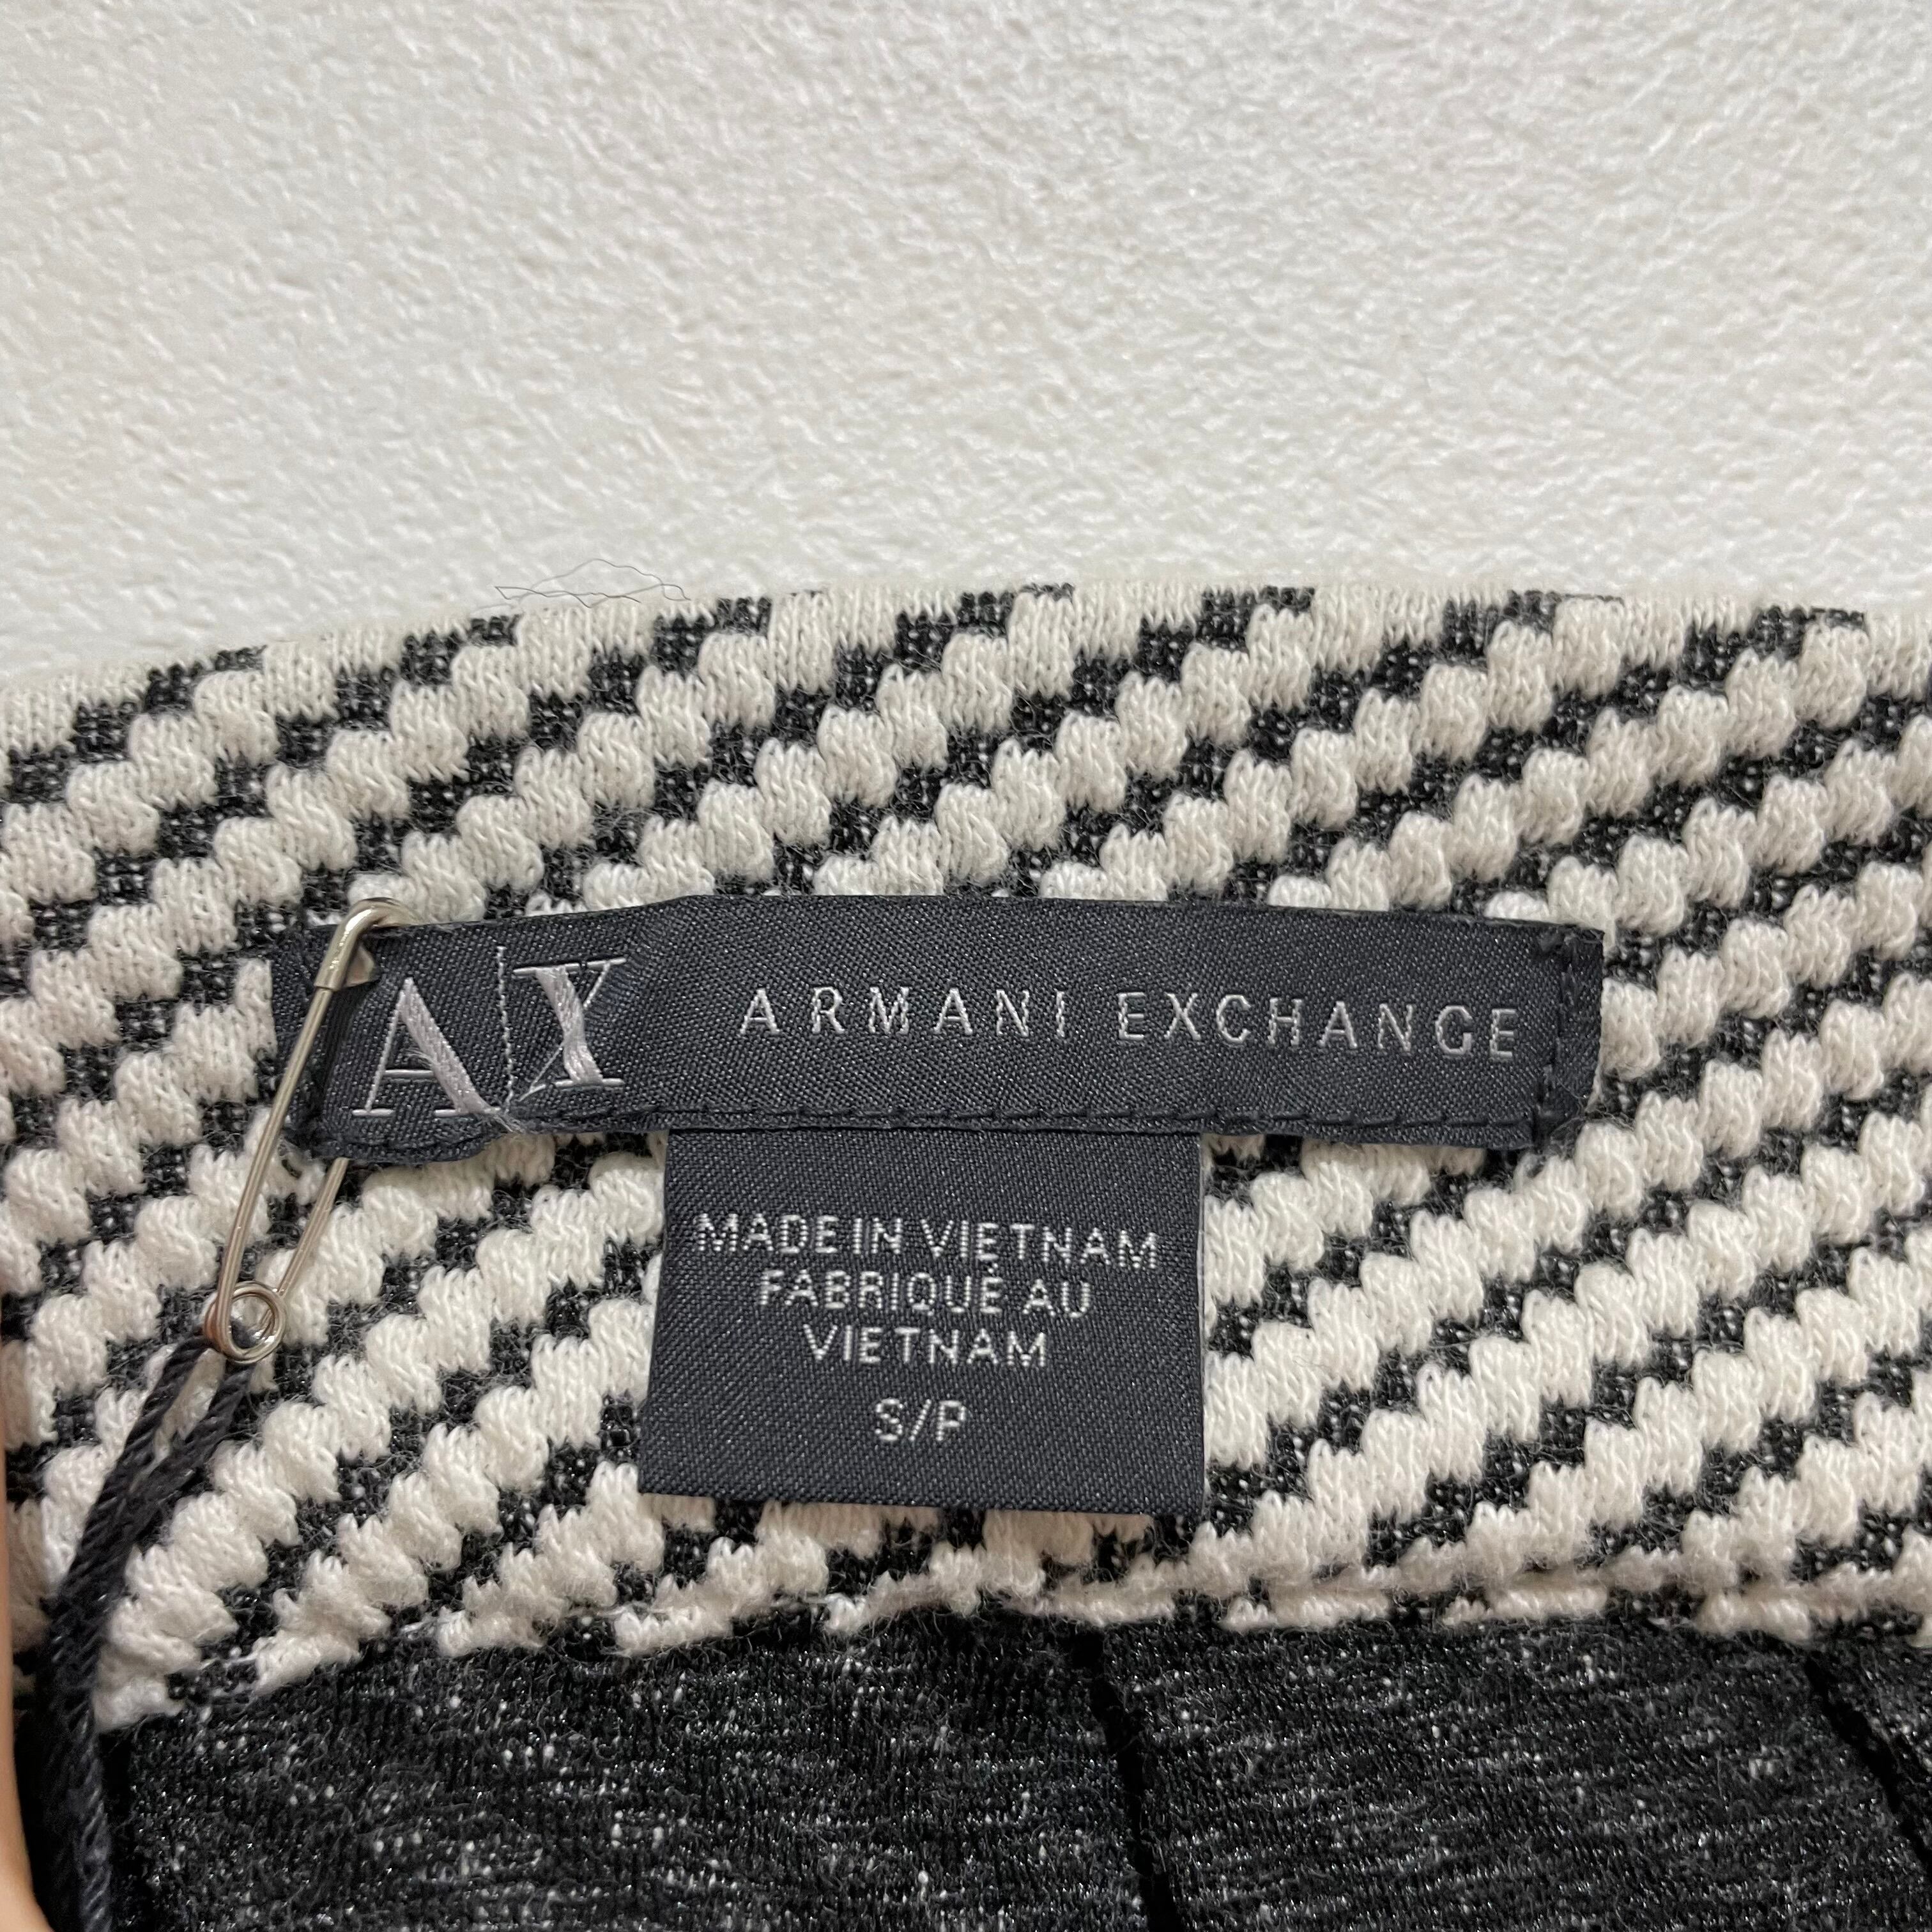 A|X ARMANI EXCHANGE
MADE IN VIETNAM
FABRIQUÉ AU
VIETNAM
S/P